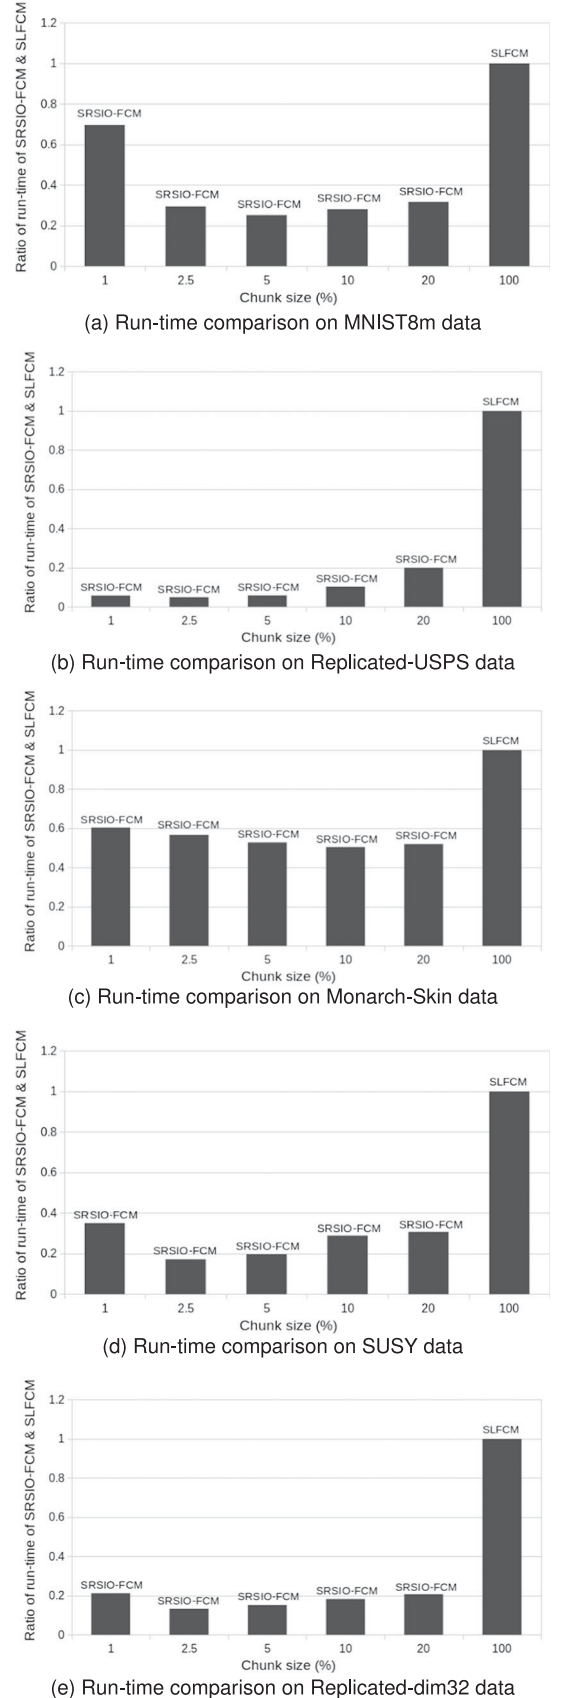 Ratio of run-time of SRSIO-FCM & SLFCM
1.2
1
0.8
0.6
0.4
0.2
0
SRSIO-FCM
SRSIO-FCM
SRSIO-FCM
SRSIO-FCM
SRSIO-FCM
SLFCM
1 2.5 5 10 20 100
Chunk size (%)
(a) Run-time comparison on MNIST8m data
Ratio of run-time of SRSIO-FCM & SLFCM
1.2
1
0.8
0.6
0.4
0.2
0
SRSIO-FCM
SRSIO-FCM
SRSIO-FCM
SRSIO-FCM
SRSIO-FCM
SLFCM
1 2.5 5 10 20 100
Chunk size (%)
(b) Run-time comparison on Replicated-USPS data
Ratio of run-time of SRSIO-FCM & SLFCM
1.2
1
0.8
0.6
0.4
0.2
0
SRSIO-FCM
SRSIO-FCM
SRSIO-FCM
SRSIO-FCM
SRSIO-FCM
SLFCM
1 2.5 5 10 20 100
Chunk size (%)
(c) Run-time comparison on Monarch-Skin data
Ratio of run-time of SRSIO-FCM & SLFCM
1.2
1
0.8
0.6
0.4
0.2
0
SRSIO-FCM
SRSIO-FCM
SRSIO-FCM
SRSIO-FCM
SRSIO-FCM
SLFCM
1 2.5 5 10 20 100
Chunk size (%)
(d) Run-time comparison on SUSY data
Ratio of run-time of SRSIO-FCM & SLFCM
1.2
1
0.8
0.6
0.4
0.2
0
SRSIO-FCM
SRSIO-FCM
SRSIO-FCM
SRSIO-FCM
SRSIO-FCM
SLFCM
1 2.5 5 10 20 100
Chunk size (%)
(e) Run-time comparison on Replicated-dim32 data